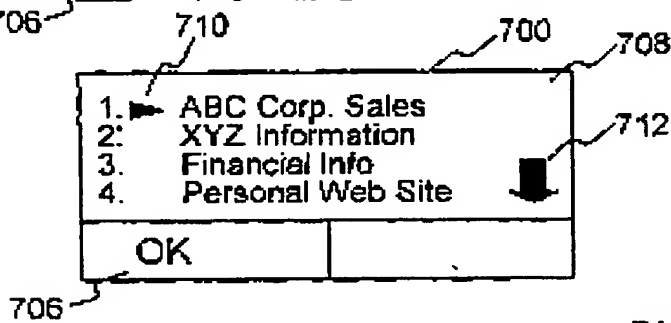 706
710
700
708
1. ABC Corp. Sales
2: XYZ Information
712
3. Financial Info
4. Personal Web Site
OK
706